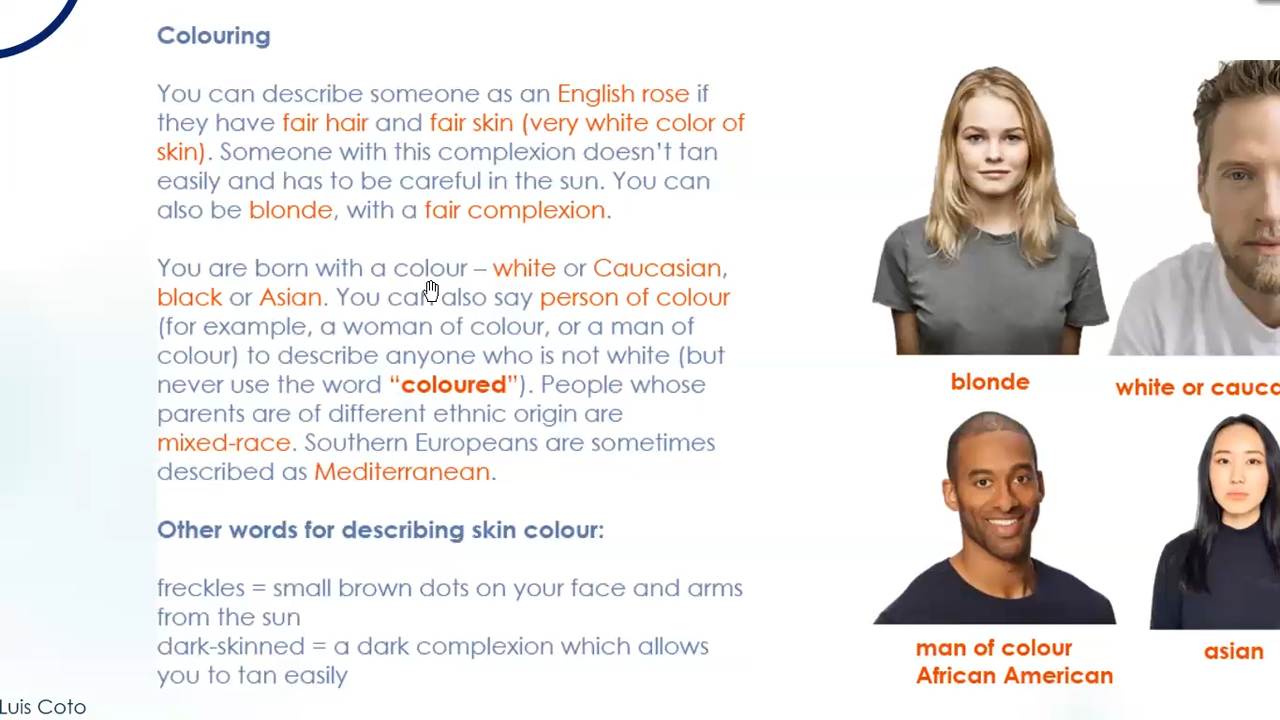 Colouring
You can describe someone as an English rose if
they have fair hair and fair skin (very white color of
skin). Someone with this complexion doesn't tan
easily and has to be careful in the sun. You can
also be blonde, with a fair complexion.
You are born with a colour – white or Caucasian,
black or Asian. You can also say person of colour
(for example, a woman of colour, or a man of
colour) to describe anyone who is not white (but
never use the word “coloured”). People whose
parents are of different ethnic origin are
mixed-race. Southern Europeans are sometimes
described as Mediterranean.
Other words for describing skin colour:
freckles = small brown dots on your face and arms
from the sun
dark-skinned = a dark complexion which allows
you to tan easily
Luis Coto
blonde
white or cauca
man of colour
African American
asian